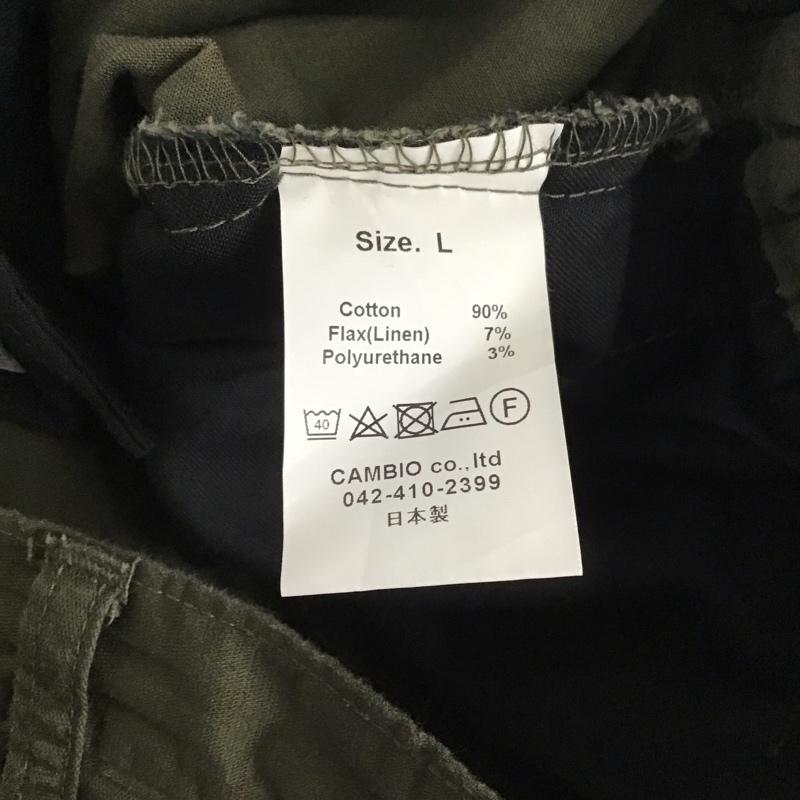 Size. L
Cotton 90%
Flax(Linen) 7%
Polyurethane 3%
40 F
CAMBIO co.,ltd
042-410-2399
日本製